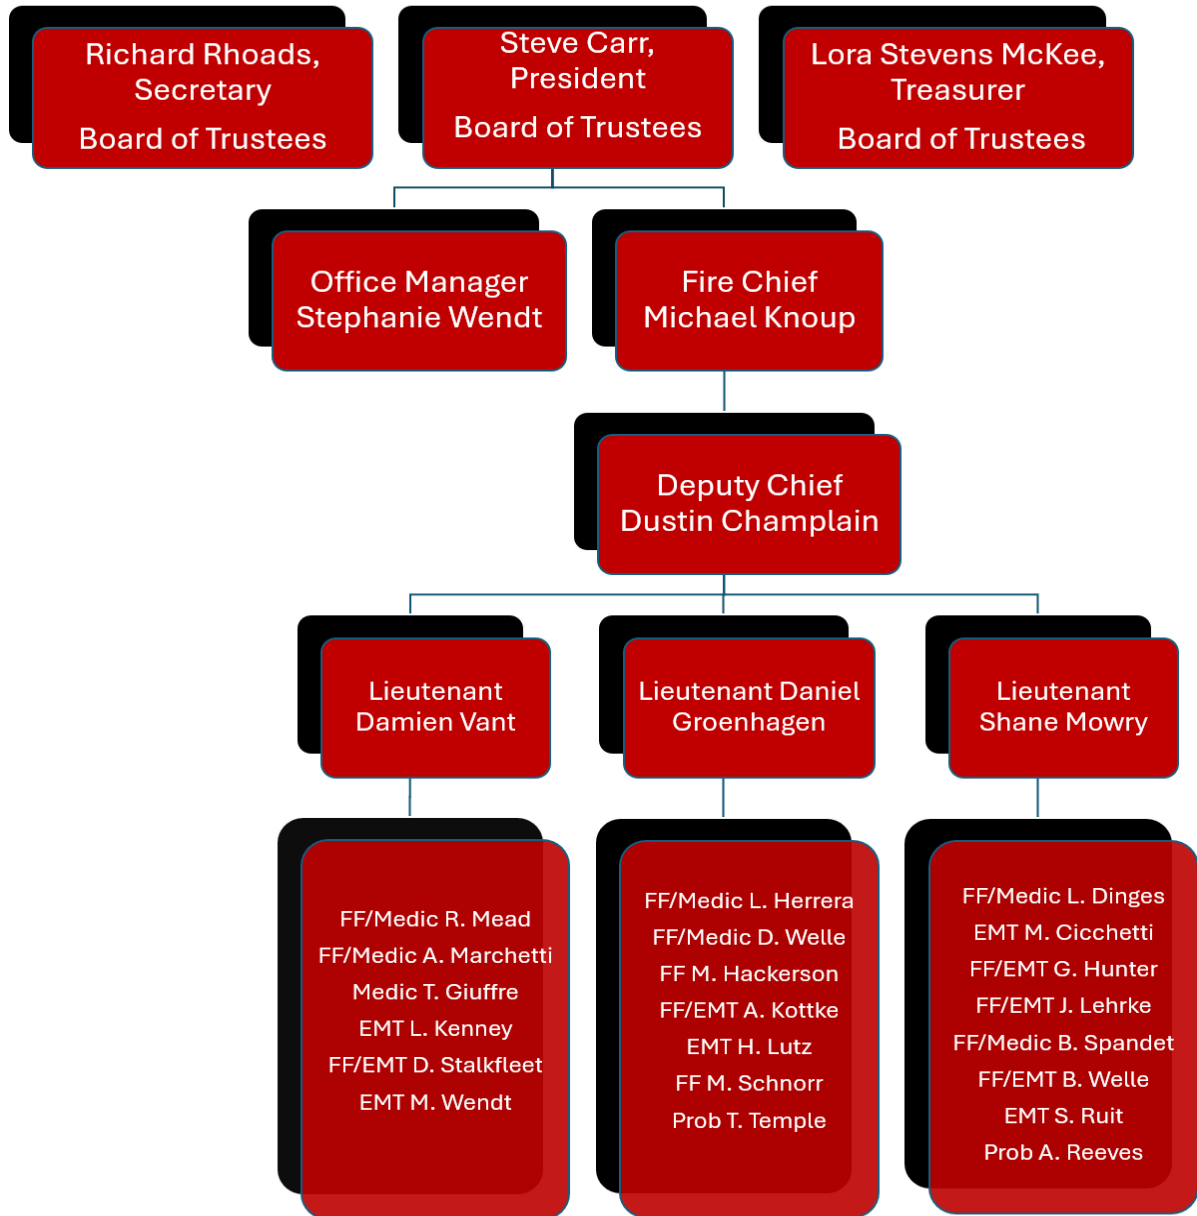 Richard Rhoads,
Secretary
Board of Trustees
Steve Carr,
President
Board of Trustees
Lora Stevens McKee,
Treasurer
Board of Trustees
Office Manager
Stephanie Wendt
Fire Chief
Michael Knoup
Deputy Chief
Dustin Champlain
Lieutenant
Damien Vant
Lieutenant Daniel
Groenhagen
Lieutenant
Shane Mowry
FF/Medic R. Mead
FF/Medic A. Marchetti
Medic T. Giuffre
EMT L. Kenney
FF/EMT D. Stalkfleet
EMT M. Wendt
FF/Medic L. Herrera
FF/Medic D. Welle
FF M. Hackerson
FF/EMT A. Kottke
EMT H. Lutz
FF M. Schnorr
Prob T. Temple
FF/Medic L. Dinges
EMT M. Cicchetti
FF/EMT G. Hunter
FF/EMT J. Lehrke
FF/Medic B. Spandet
FF/EMT B. Welle
EMT S. Ruit
Prob A. Reeves